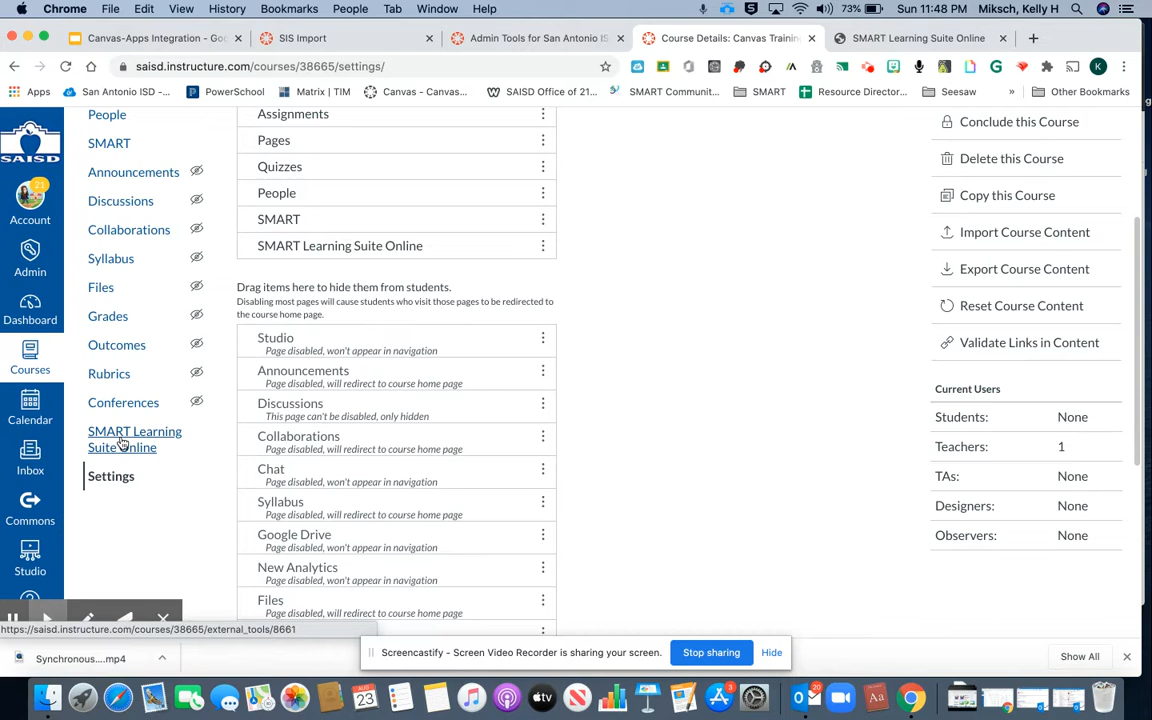 Chrome File Edit View History Bookmarks People Tab Window Help 73% Sun 11:48 PM Miksch, Kelly H
Canvas-Apps Integration - Goo SIS Import Admin Tools for San Antonio IS Course Details: Canvas Trainin SMART Learning Suite Online
saisd.instructure.com/courses/38665/settings/
K
Apps San Antonio ISD -... PowerSchool Matrix | TIM Canvas - Canvas... SAISD Office of 21... SMART Communit... SMART Resource Director... Seesaw » Other Bookmarks
SAISD
21
Account
Admin
Dashboard
Courses
Calendar
Inbox
Commons
Studio
People
SMART
Announcements
Discussions
Collaborations
Syllabus
Files
Grades
Outcomes
Rubrics
Conferences
SMART Learning
Suite Online
Settings
Assignments
Pages
Quizzes
People
SMART
SMART Learning Suite Online
Drag items here to hide them from students.
Disabling most pages will cause students who visit those pages to be redirected to
the course home page.
Studio
Page disabled, won't appear in navigation
Announcements
Page disabled, will redirect to course home page
Discussions
This page can't be disabled, only hidden
Collaborations
Page disabled, will redirect to course home page
Chat
Page disabled, won't appear in navigation
Syllabus
Page disabled, will redirect to course home page
Google Drive
Page disabled, won't appear in navigation
New Analytics
Page disabled, won't appear in navigation
Files
Page disabled, will redirect to course home page
Conclude this Course
Delete this Course
Copy this Course
Import Course Content
Export Course Content
Reset Course Content
Validate Links in Content
Current Users
Students: None
Teachers: 1
TAs: None
Designers: None
Observers: None
https://saisd.instructure.com/courses/38665/external_tools/8661
Synchronous....mp4
Screencastify - Screen Video Recorder is sharing your screen. Stop sharing Hide
Show All
AUG
23
3
20
Aa